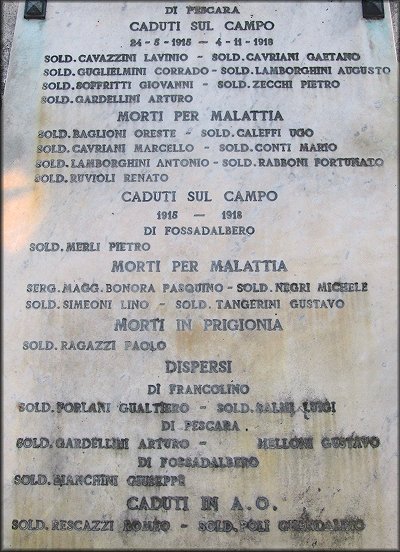 DI PESCARA
CADUTI SUL CAMPO
24-5-1915 — 4-11-1918
SOLD. CAVAZZINI LAVINIO - SOLD. CAVRIANI GAETANO
SOLD. GUGLIELMINI CORRADO - SOLD. LAMBORGHINI AUGUSTO
SOLD. SOFFRITTI GIOVANNI - SOLD. ZECCHI PIETRO
SOLD. GARDELLINI ARTURO
MORTI PER MALATTIA
SOLD. BAGLIONI ORESTE - SOLD. CALEFFI UGO
SOLD. CAVRIANI MARCELLO - SOLD. CONTI MARIO
SOLD. LAMBORGHINI ANTONIO - SOLD. RABBONI FORTUNATO
SOLD. RUVIOLI RENATO
CADUTI SUL CAMPO
1915 — 1918
DI FOSSADALBERO
SOLD. MERLI PIETRO
MORTI PER MALATTIA
SERG. MAGG. BONORA PASQUINO - SOLD. NEGRI MICHELE
SOLD. SIMEONI LINO - SOLD. TANGERINI GUSTAVO
MORTI IN PRIGIONIA
SOLD. RAGAZZI PAOLO
DISPERSI
DI FRANCOLINO
SOLD. FORLANI GUALTIERO - SOLD. BALMI LUIGI
DI PESCARA
SOLD. GARDELLINI ARTURO - MELLONI GUSTAVO
DI FOSSADALBERO
SOLD. BIANCHINI GIUSEPPE
CADUTI IN A.O.
SOLD. RESCAZZI ROMEO - SOLD. POLI